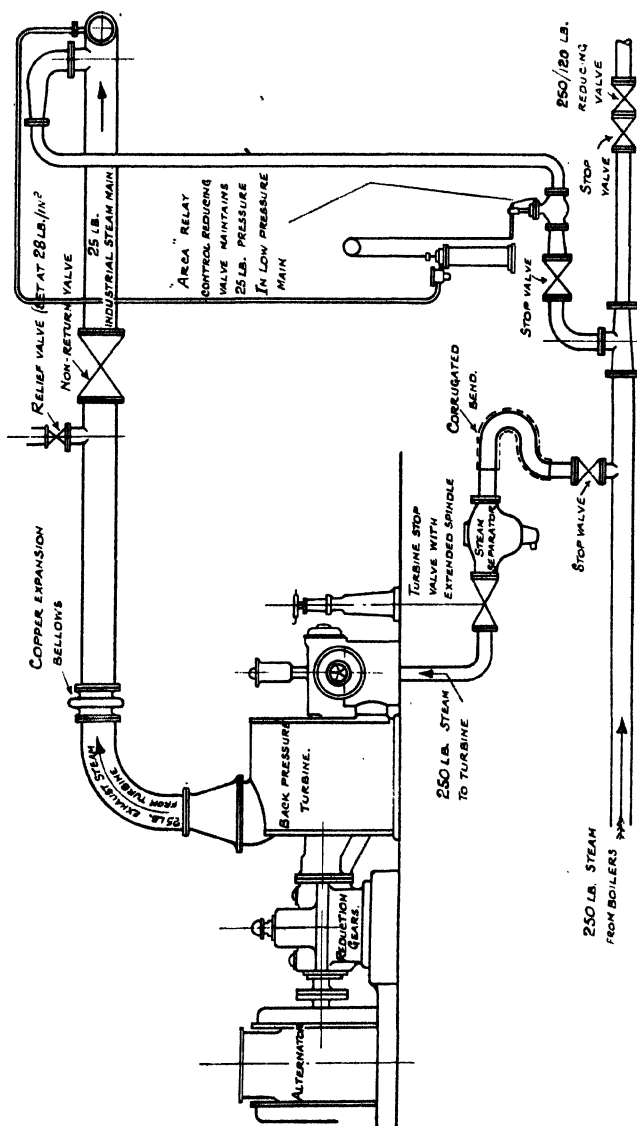 COPPER EXPANSION
BELLOWS
RELIEF VALVE (SET AT 28 LB./IN²
NON-RETURN VALVE
25 LB.
INDUSTRIAL STEAM MAIN
25 LB. EXHAUST STEAM
FROM TURBINE
"ARCA" RELAY
CONTROL REDUCING
VALVE MAINTAINS
25 LB. PRESSURE
IN LOW PRESSURE
MAIN
ALTERNATOR
REDUCTION
GEARS.
BACK PRESSURE
TURBINE.
TURBINE STOP
VALVE WITH
EXTENDED SPINDLE
CORRUGATED
BEND.
STEAM
SEPARATOR
250 LB. STEAM
TO TURBINE
STOP VALVE
STOP VALVE
STOP
VALVE
250/120 LB.
REDUCING
VALVE
250 LB. STEAM
FROM BOILERS